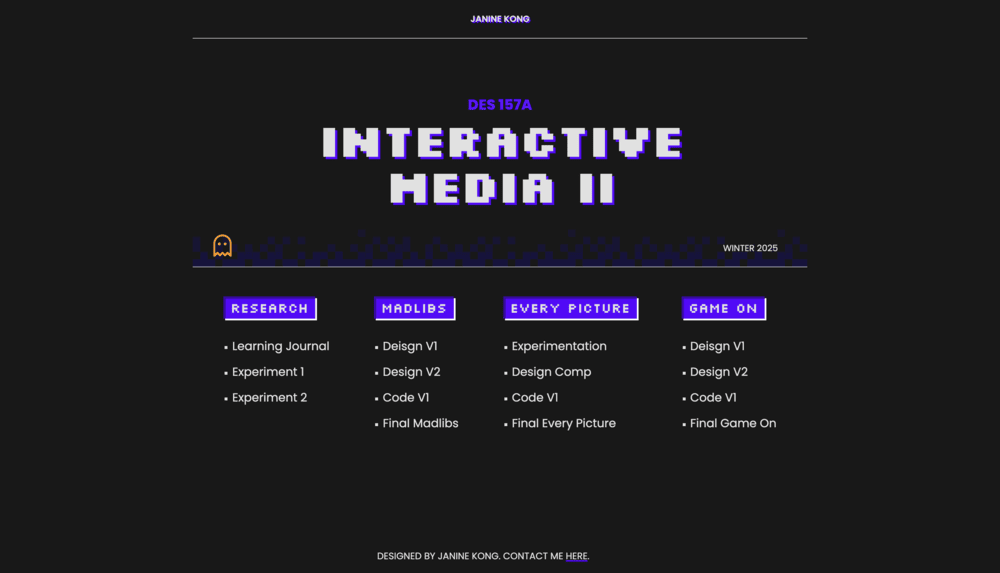 JANINE KONG
DES 157A
INTERACTIVE
MEDIA II
WINTER 2025
RESEARCH
Learning Journal
Experiment 1
Experiment 2
MADLIBS
Deisgn V1
Design V2
Code V1
Final Madlibs
EVERY PICTURE
Experimentation
Design Comp
Code V1
Final Every Picture
GAME ON
Deisgn V1
Design V2
Code V1
Final Game On
DESIGNED BY JANINE KONG. CONTACT ME HERE.